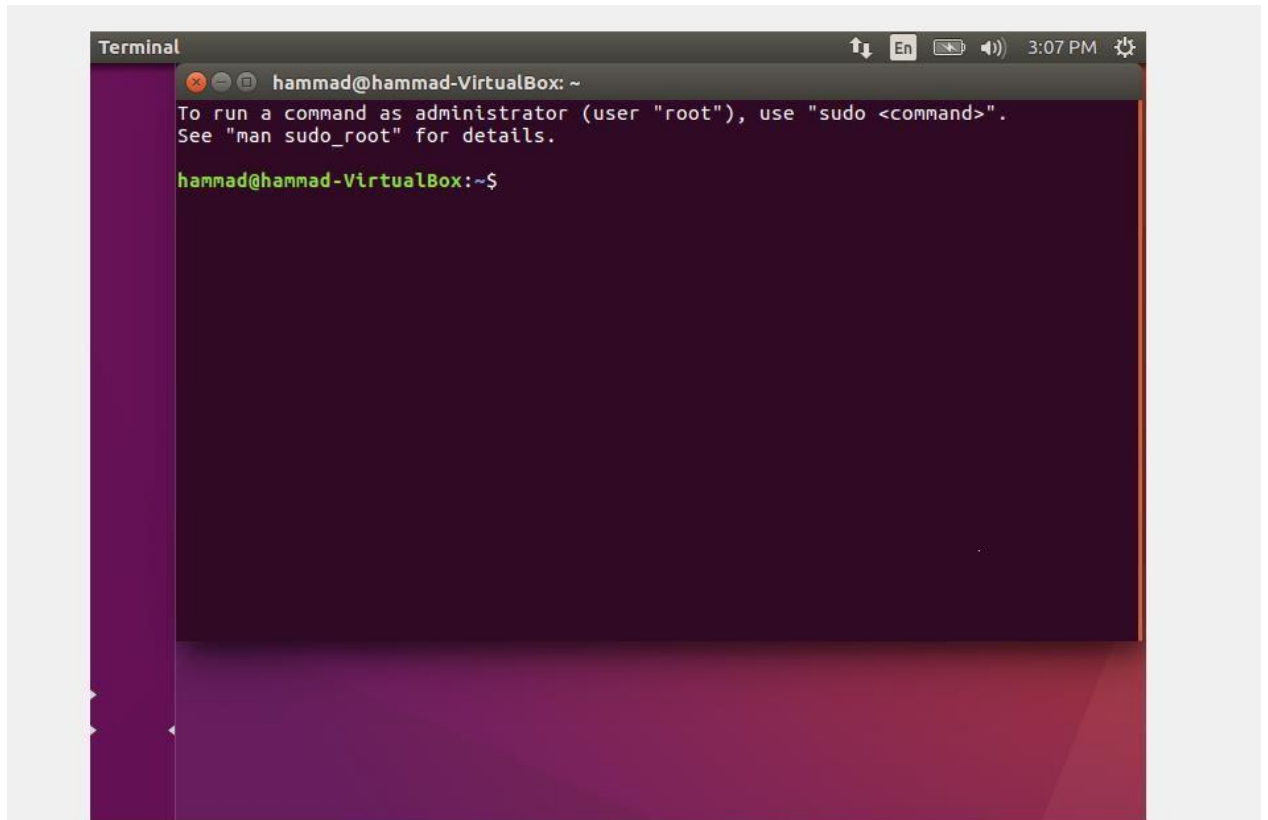 Terminal
En
3:07 PM
hammad@hammad-VirtualBox: ~
To run a command as administrator (user "root"), use "sudo <command>".
See "man sudo_root" for details.
hammad@hammad-VirtualBox:~$